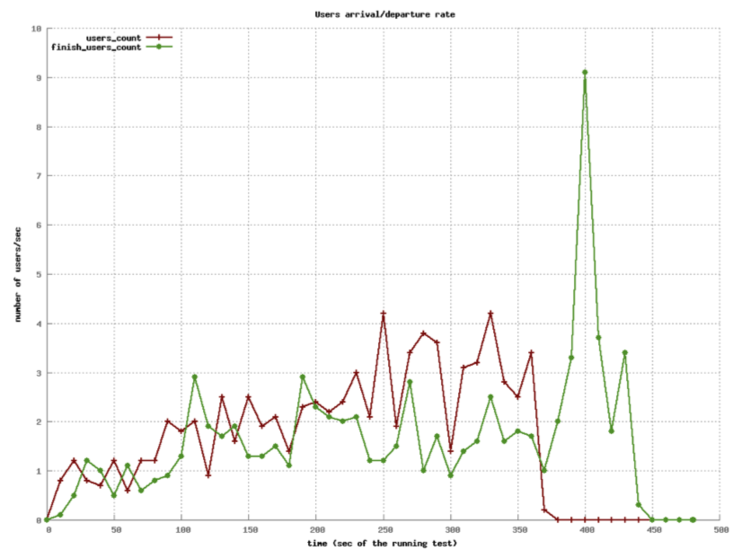 Users arrival/departure rate
users_count
finish_users_count
10
9
8
7
6
5
4
3
2
1
0
number of users/sec
0 50 100 150 200 250 300 350 400 450 500
time (sec of the running test)